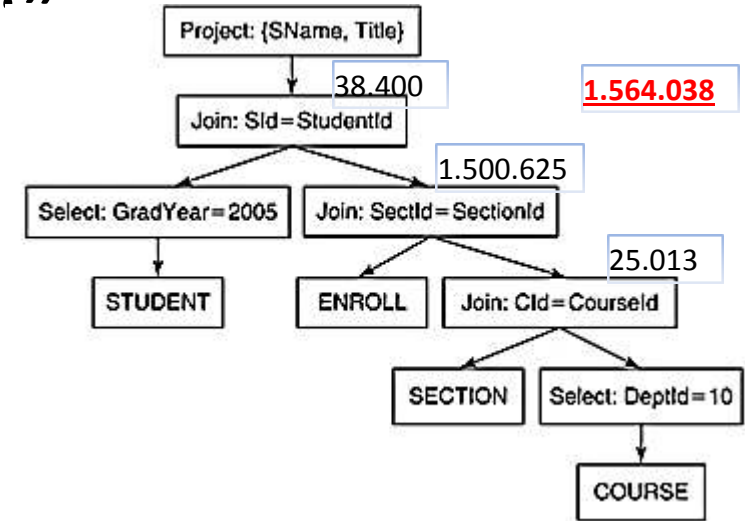 Project: {SName, Title}
38.400
1.564.038
Join: SId=StudentId
1.500.625
Select: GradYear=2005
Join: SectId=SectionId
25.013
STUDENT
ENROLL
Join: CId=CourseId
SECTION
Select: DeptId=10
COURSE